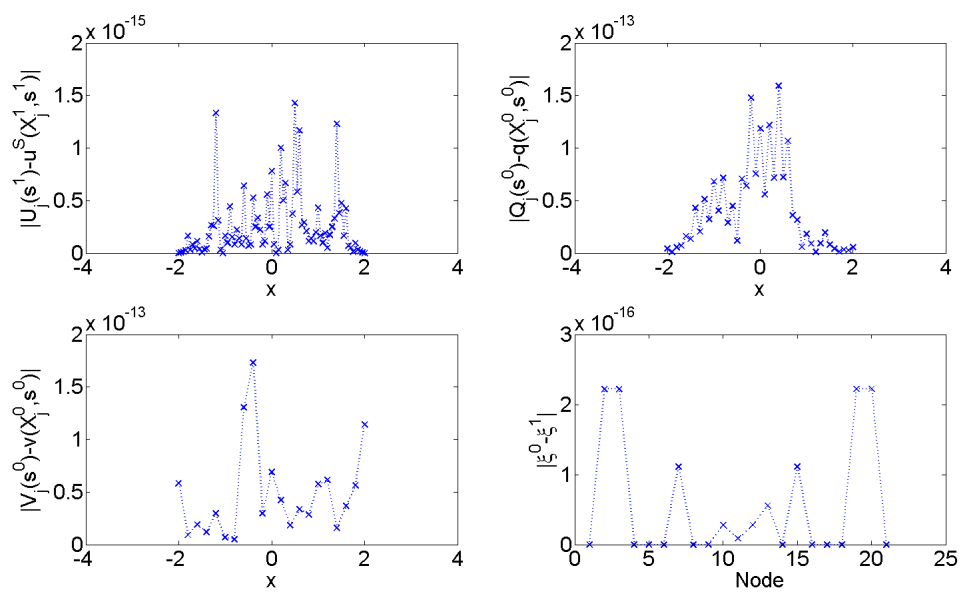 x 10^-15
2
1.5
1
0.5
0
-4 -2 0 2 4
x
|U_j(s^1)-u^S(X_j^1,s^1)|
x 10^-13
2
1.5
1
0.5
0
-4 -2 0 2 4
x
|Q_j(s^0)-q(X_j^0,s^0)|
x 10^-13
2
1.5
1
0.5
0
-4 -2 0 2 4
x
|V_j(s^0)-v(X_j^0,s^0)|
x 10^-16
3
2
1
0
0 5 10 15 20 25
Node
|ξ^0-ξ^1|